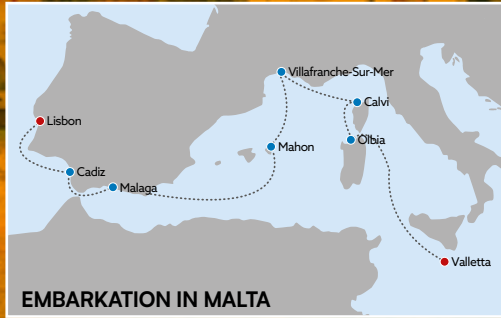 Villafranche-Sur-Mer
Calvi
Lisbon
Olbia
Mahon
Cadiz
Malaga
Valletta
EMBARKATION IN MALTA